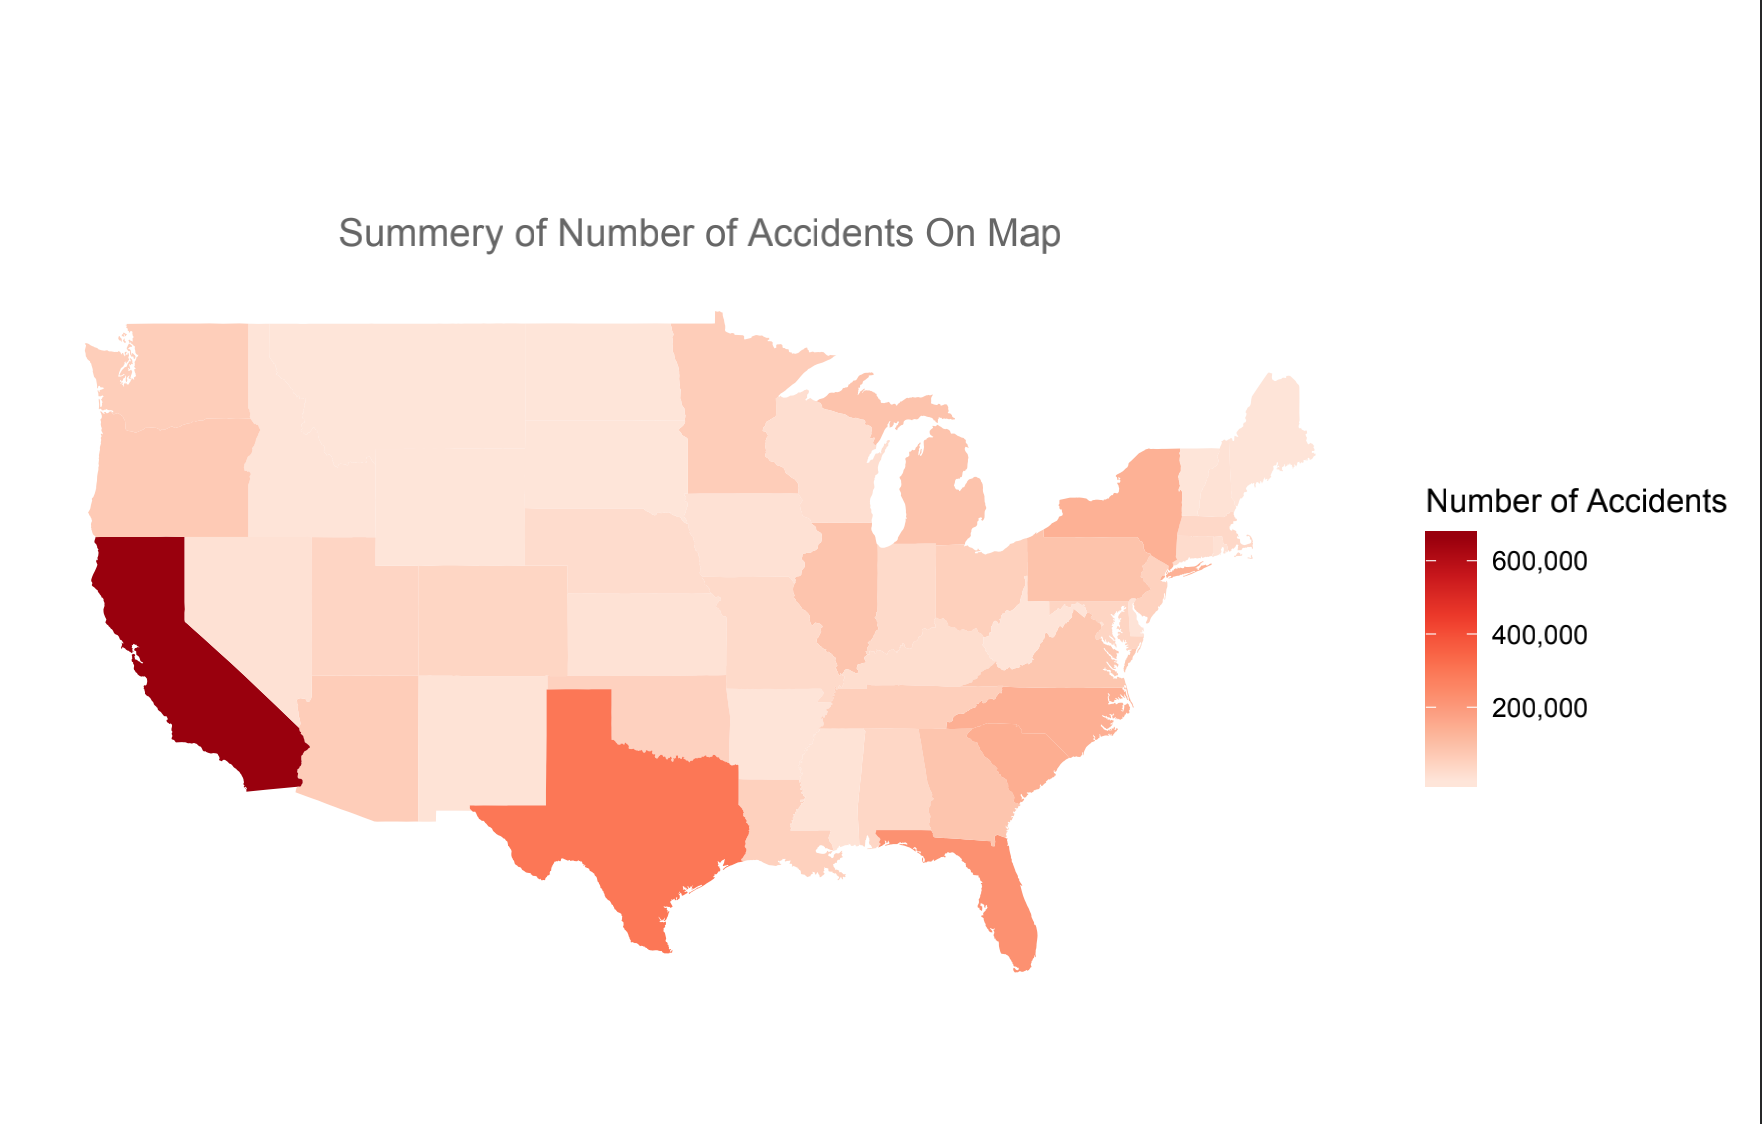 Summery of Number of Accidents On Map
Number of Accidents
600,000
400,000
200,000